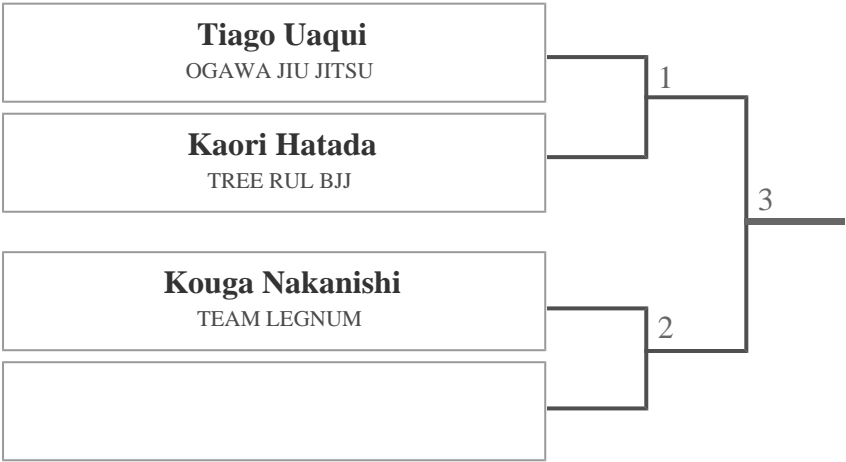 Tiago Uaqui
OGAWA JIU JITSU
1
Kaori Hatada
TREE RUL BJJ
3
Kouga Nakanishi
TEAM LEGNUM
2